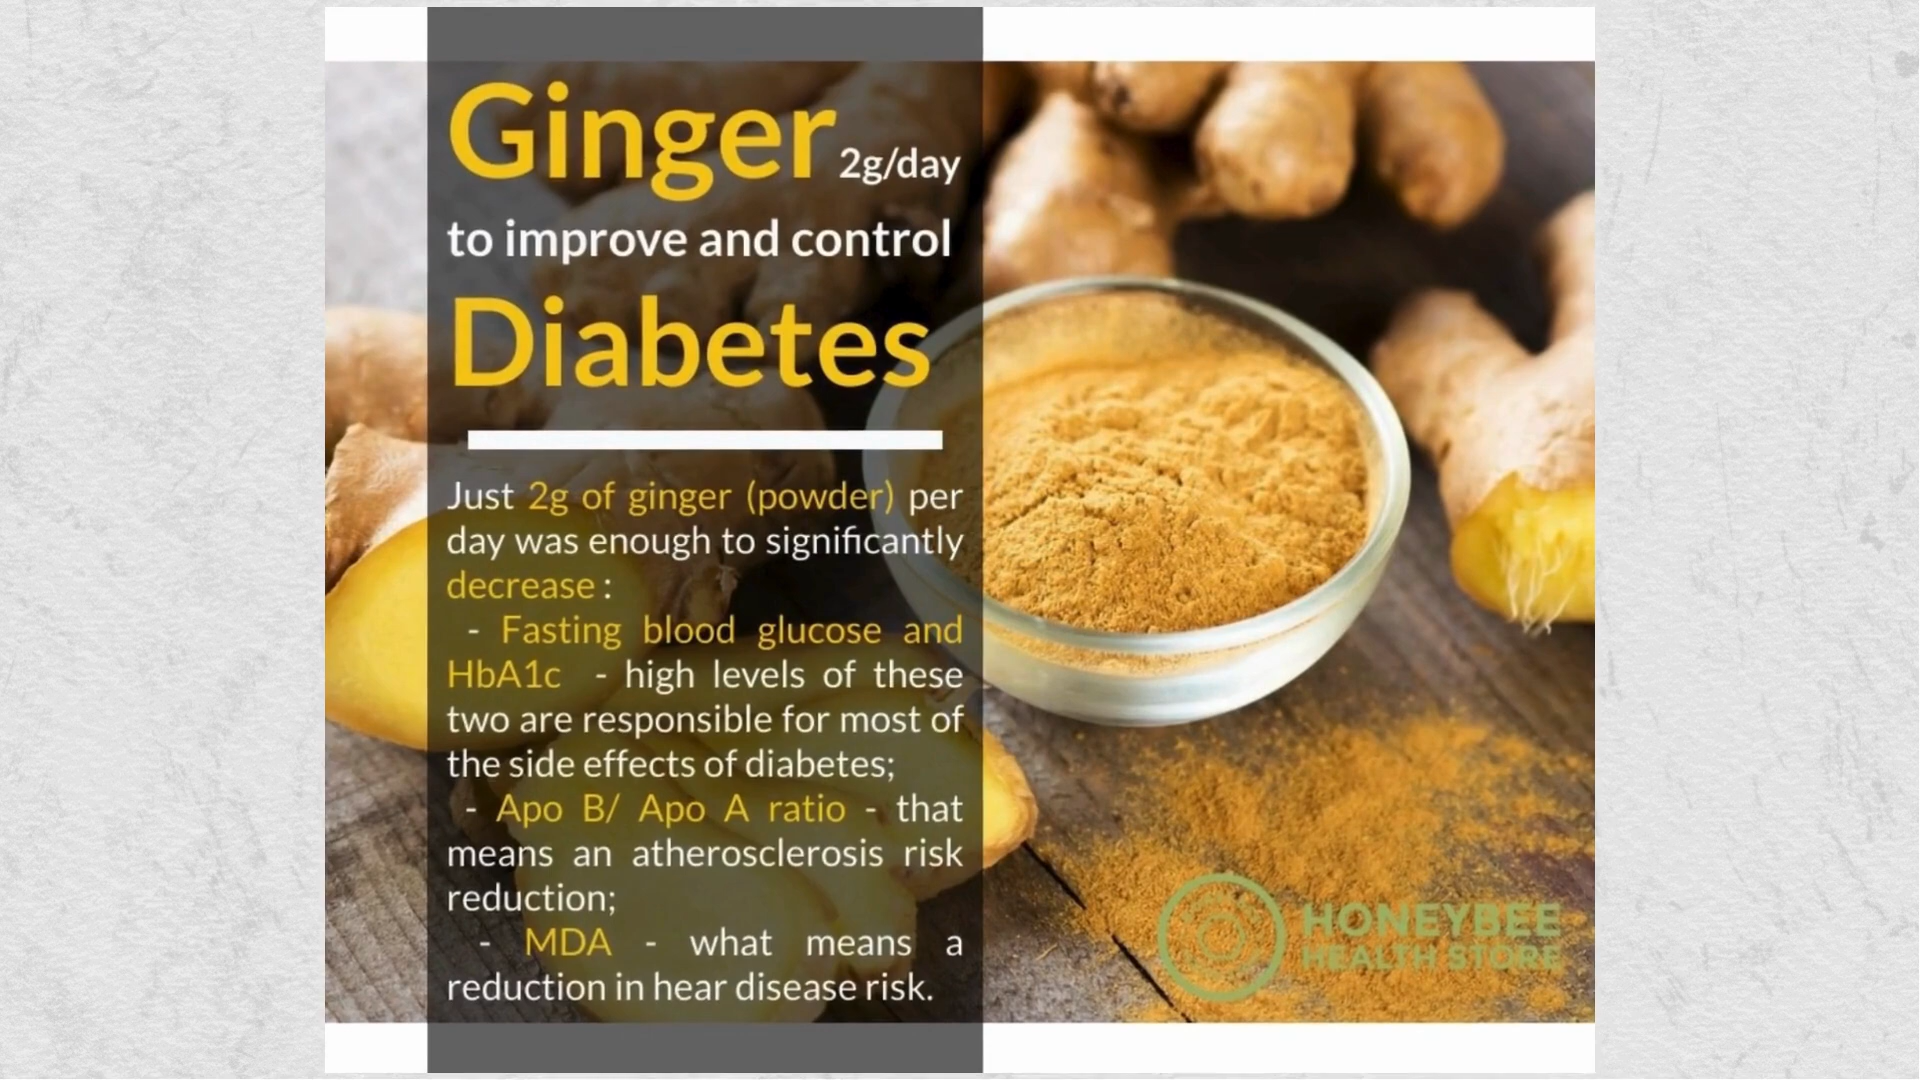 Ginger 2g/day
to improve and control
Diabetes
Just 2g of ginger (powder) per
day was enough to significantly
decrease :
- Fasting blood glucose and
HbA1c - high levels of these
two are responsible for most of
the side effects of diabetes;
- Apo B/ Apo A ratio - that
means an atherosclerosis risk
reduction;
- MDA - what means a
reduction in hear disease risk.
HONEYBEE
HEALTH STORE